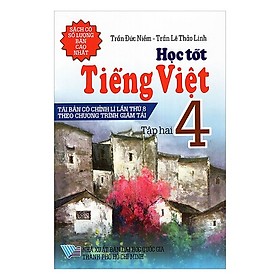 SÁCH CÓ
SỐ LƯỢNG
BÁN
CAO NHẤT
Trần Đức Niềm - Trần Lê Thảo Linh
Học tốt
Tiếng Việt
TÁI BẢN CÓ CHỈNH LÍ LẦN THỨ 8
THEO CHƯƠNG TRÌNH GIẢM TẢI
Tập hai
4
NHÀ XUẤT BẢN ĐẠI HỌC QUỐC GIA
THÀNH PHỐ HỒ CHÍ MINH